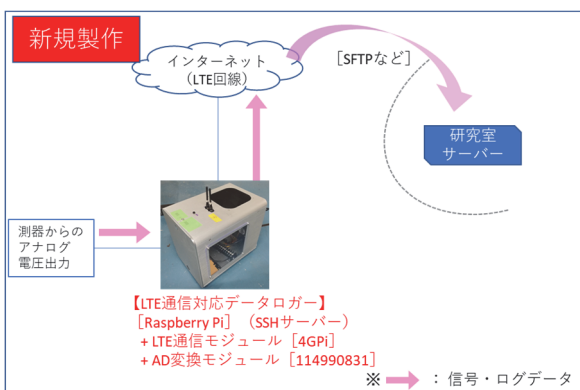 新規製作
インターネット
（LTE回線）
［SFTPなど］
研究室
サーバー
測器からの
アナログ
電圧出力
【LTE通信対応データロガー】
［Raspberry Pi］（SSHサーバー）
+ LTE通信モジュール［4GPi］
+ AD変換モジュール［114990831］
※ ：信号・ログデータ